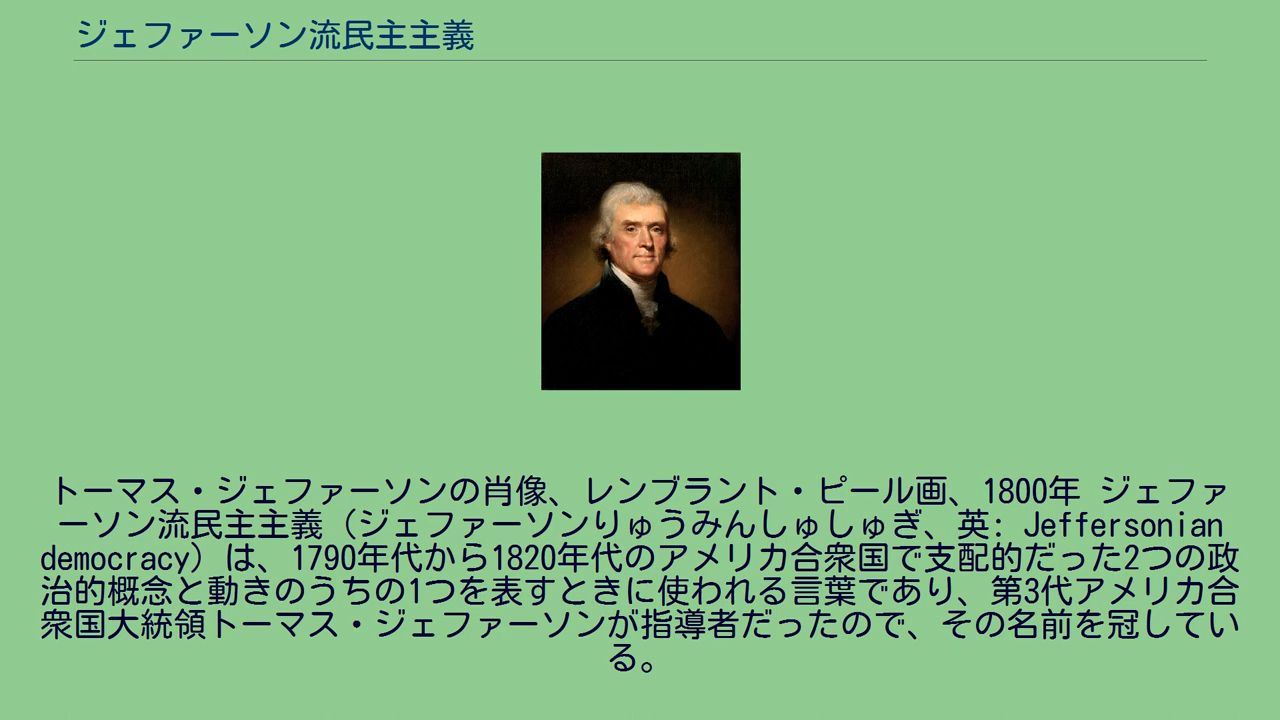 ジェファーソン流民主主義
トーマス・ジェファーソンの肖像、レンブラント・ピール画、1800年 ジェファ
ーソン流民主主義（ジェファーソンりゅうみんしゅしゅぎ、英: Jeffersonian
democracy）は、1790年代から1820年代のアメリカ合衆国で支配的だった2つの政
治的概念と動きのうちの1つを表すときに使われる言葉であり、第3代アメリカ合
衆国大統領トーマス・ジェファーソンが指導者だったので、その名前を冠してい
る。